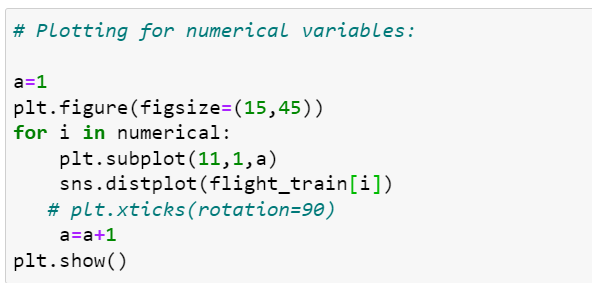 # Plotting for numerical variables:

a=1
plt.figure(figsize=(15,45))
for i in numerical:
    plt.subplot(11,1,a)
    sns.distplot(flight_train[i])
   # plt.xticks(rotation=90)
    a=a+1
plt.show()